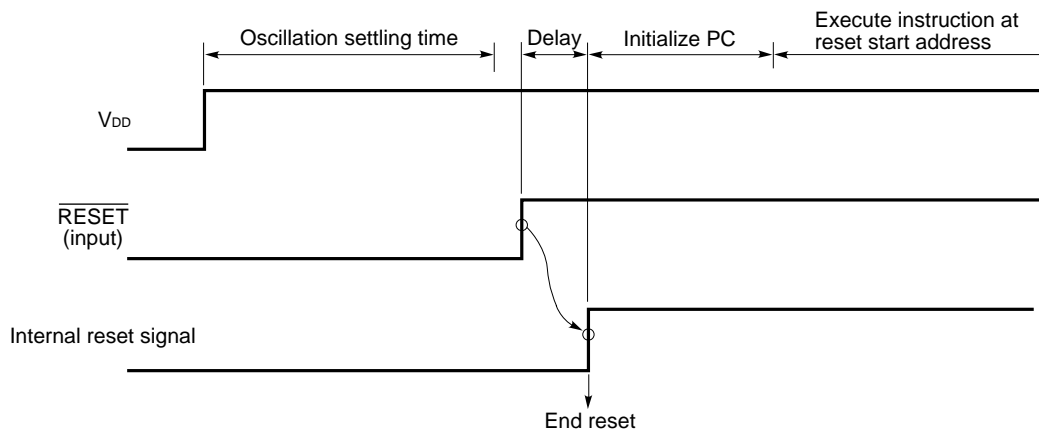 Oscillation settling time
Delay
Initialize PC
Execute instruction at
reset start address
VDD
RESET
(input)
Internal reset signal
End reset